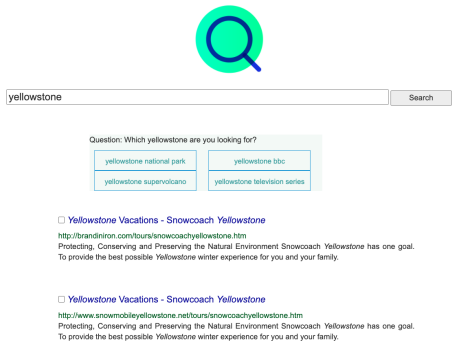 yellowstone
Search
Question: Which yellowstone are you looking for?
yellowstone national park
yellowstone bbc
yellowstone supervolcano
yellowstone television series
Yellowstone Vacations - Snowcoach Yellowstone
http://brandiniron.com/tours/snowcoachyellowstone.htm
Protecting, Conserving and Preserving the Natural Environment Snowcoach Yellowstone has one goal.
To provide the best possible Yellowstone winter experience for you and your family.
Yellowstone Vacations - Snowcoach Yellowstone
http://www.snowmobileyellowstone.net/tours/snowcoachyellowstone.htm
Protecting, Conserving and Preserving the Natural Environment Snowcoach Yellowstone has one goal.
To provide the best possible Yellowstone winter experience for you and your family.